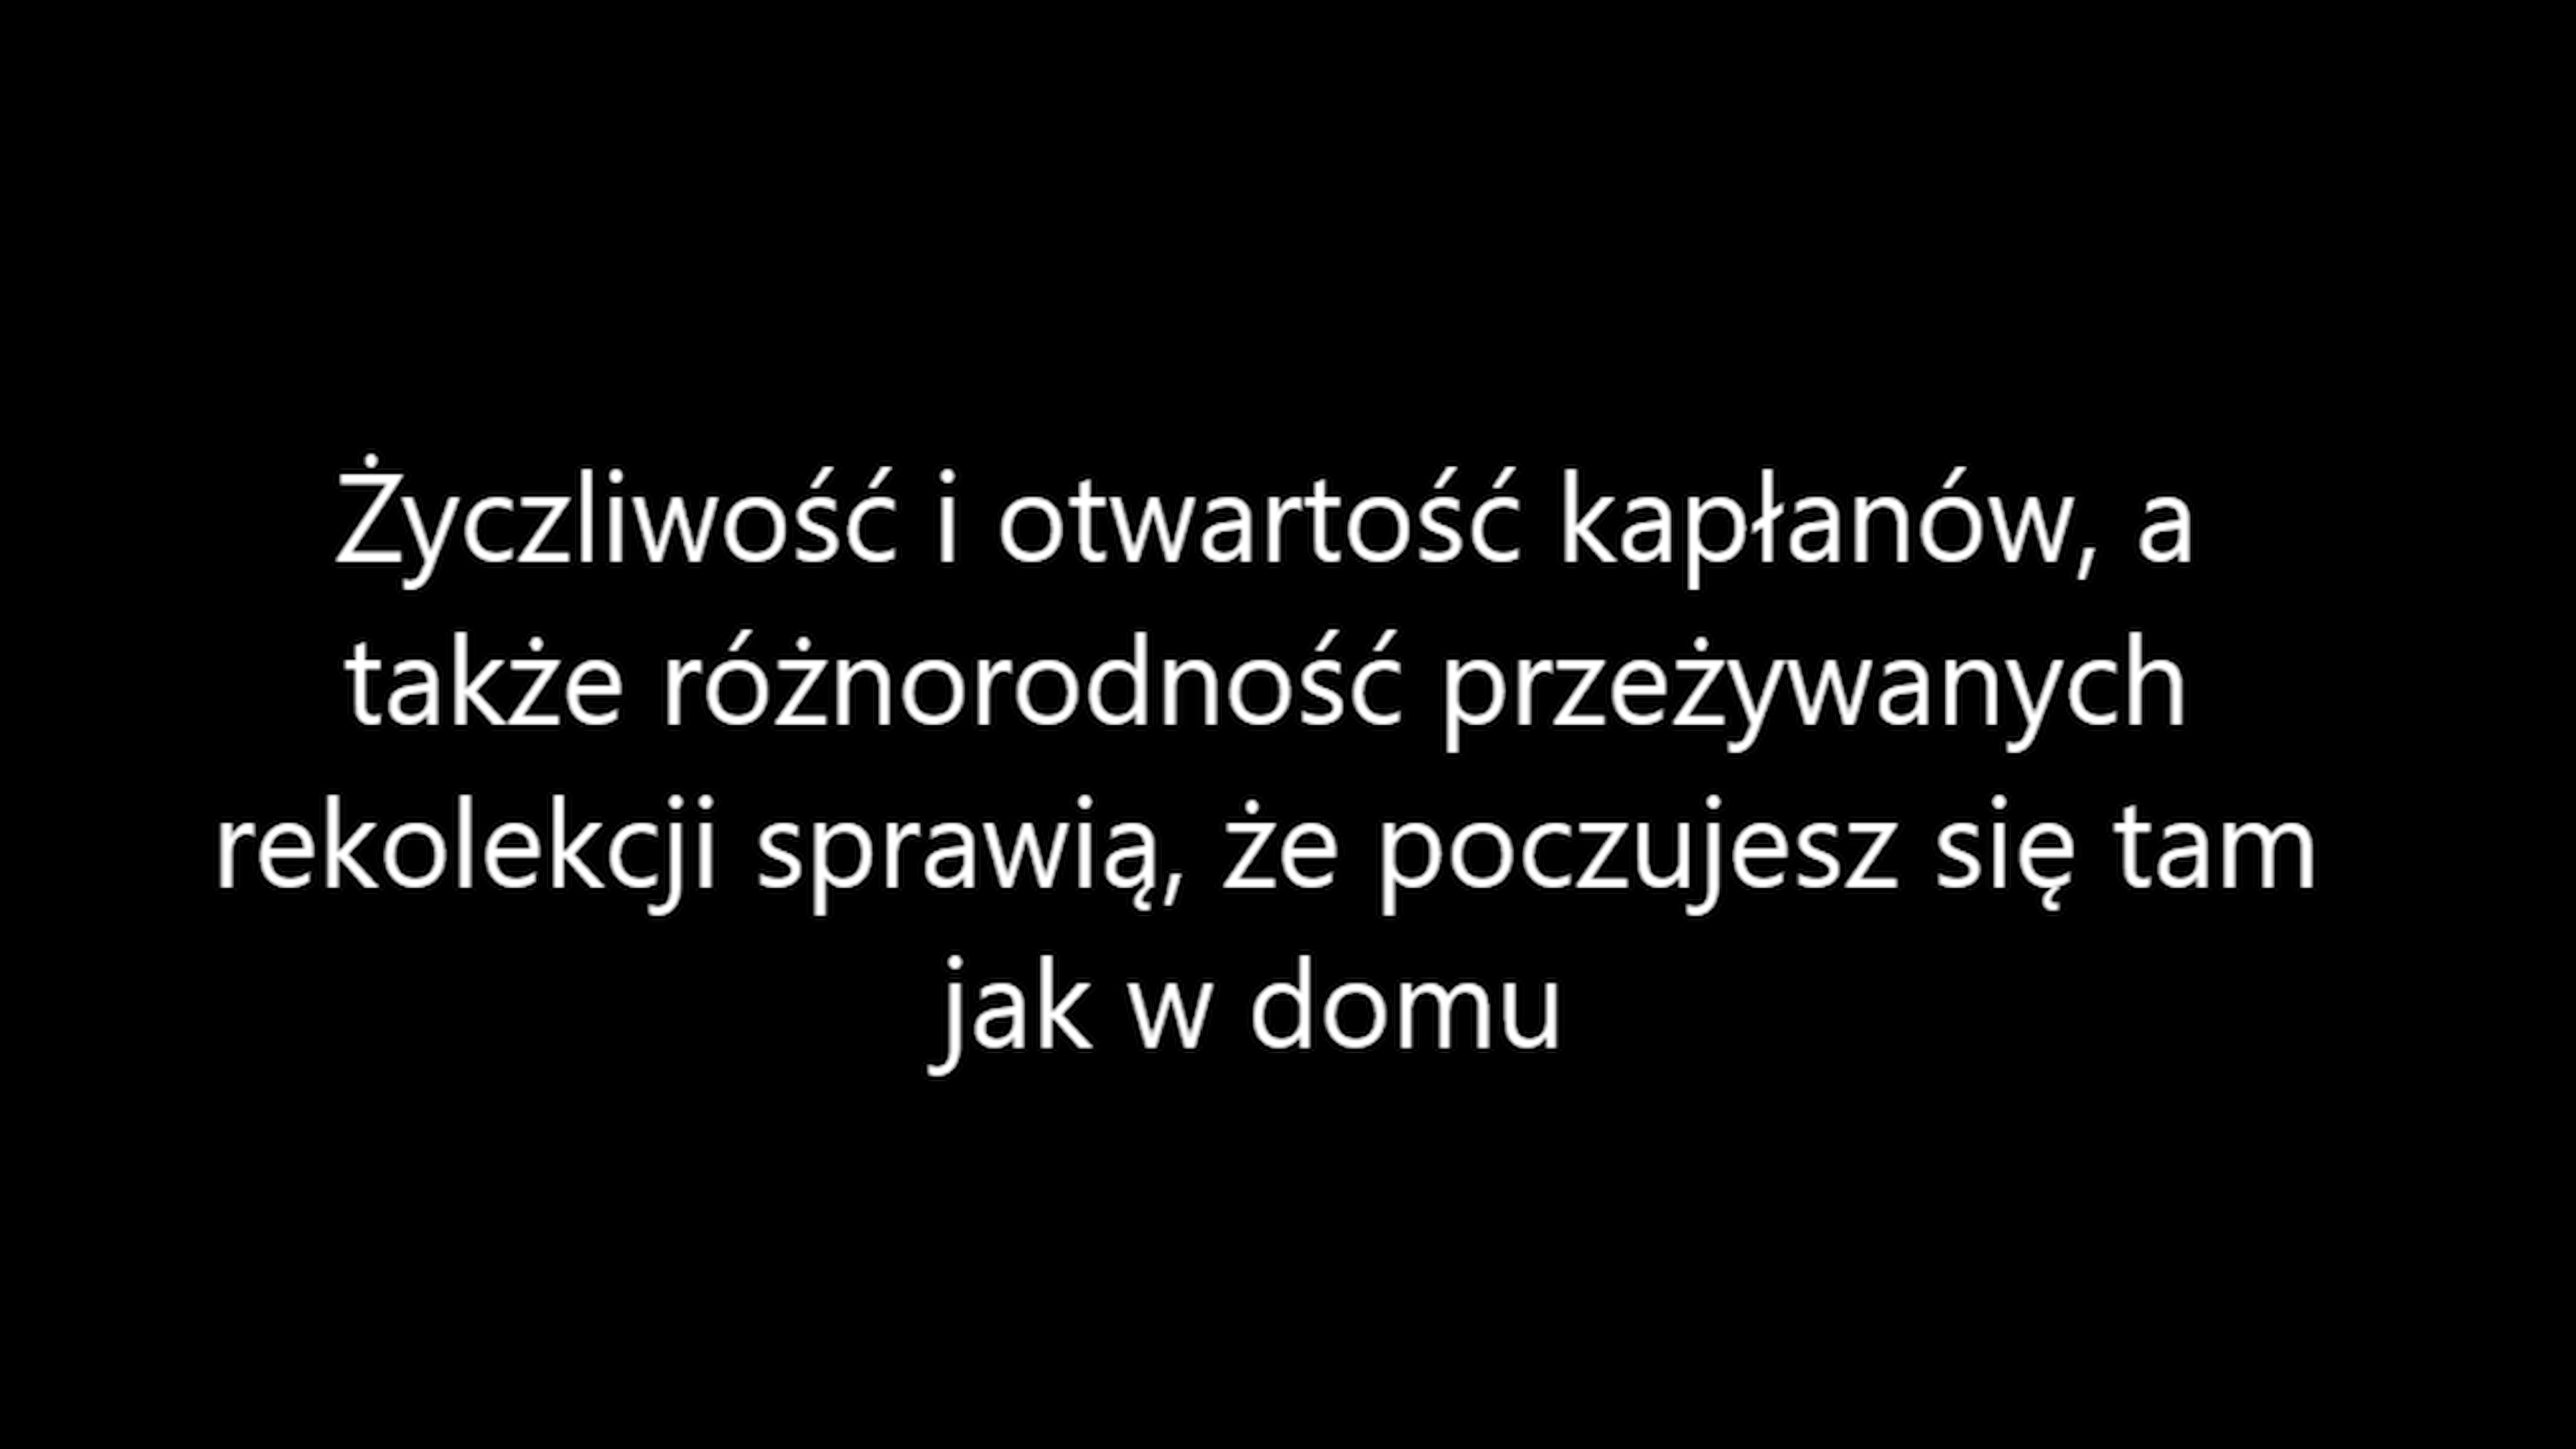 Życzliwość i otwartość kapłanów, a
także różnorodność przeżywanych
rekolekcji sprawią, że poczujesz się tam
jak w domu